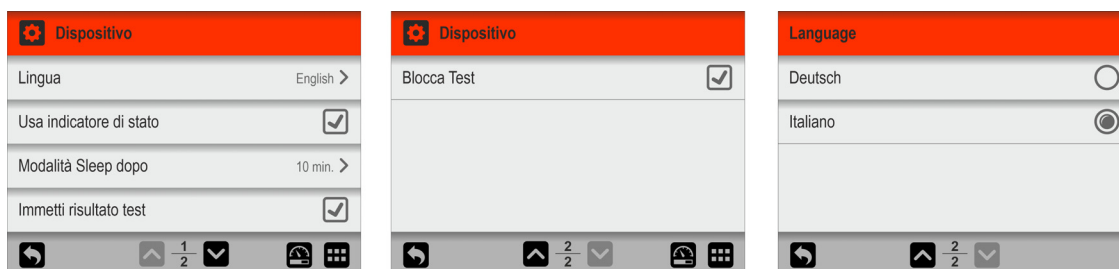 Dispositivo
Lingua English
Usa indicatore di stato
Modalità Sleep dopo 10 min.
Immetti risultato test
1
2
Dispositivo
Blocca Test
2
2
Language
Deutsch
Italiano
2
2